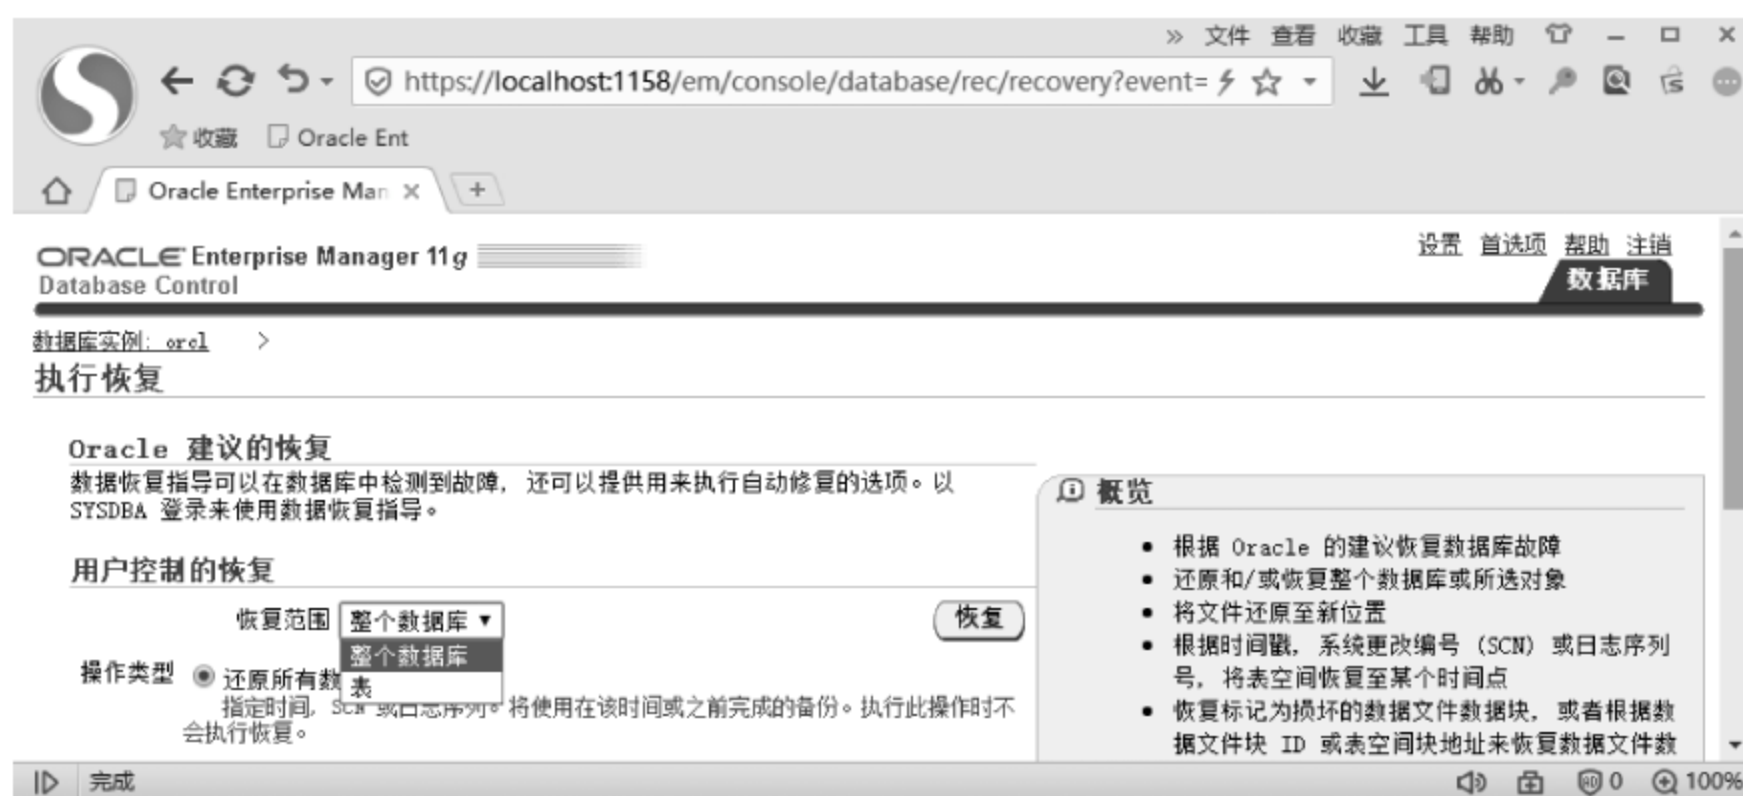 » 文件 查看 收藏 工具 帮助
https://localhost:1158/em/console/database/rec/recovery?event=
收藏 Oracle Ent
Oracle Enterprise Man
设置 首选项 帮助 注销
ORACLE Enterprise Manager 11g
Database Control
数据库
数据库实例: orcl >
执行恢复
Oracle 建议的恢复
数据恢复指导可以在数据库中检测到故障, 还可以提供用来执行自动修复的选项。以
SYSDBA 登录来使用数据恢复指导。
用户控制的恢复
恢复范围 整个数据库
恢复
整个数据库
表
操作类型 还原所有数
指定时间, SCN 或日志序列。将使用在该时间或之前完成的备份。执行此操作时不
会执行恢复。
概览
• 根据 Oracle 的建议恢复数据库故障
• 还原和/或恢复整个数据库或所选对象
• 将文件还原至新位置
• 根据时间戳, 系统更改编号 (SCN) 或日志序列
号, 将表空间恢复至某个时间点
• 恢复标记为损坏的数据文件数据块, 或者根据数
据文件块 ID 或表空间块地址来恢复数据文件数
完成
0 100%